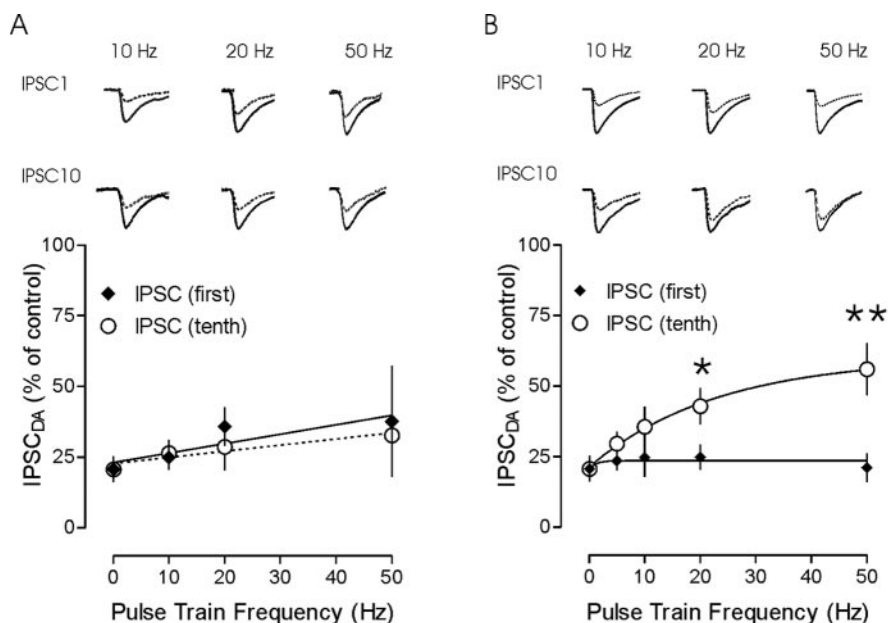 A
10 Hz 20 Hz 50 Hz
IPSC1
IPSC10
100
75
50
25
0
IPSC (first)
IPSC (tenth)
IPSCDA (% of control)
0 10 20 30 40 50
Pulse Train Frequency (Hz)
B
10 Hz 20 Hz 50 Hz
IPSC1
IPSC10
100
75
50
25
0
IPSC (first)
IPSC (tenth)
IPSCDA (% of control)
* **
0 10 20 30 40 50
Pulse Train Frequency (Hz)